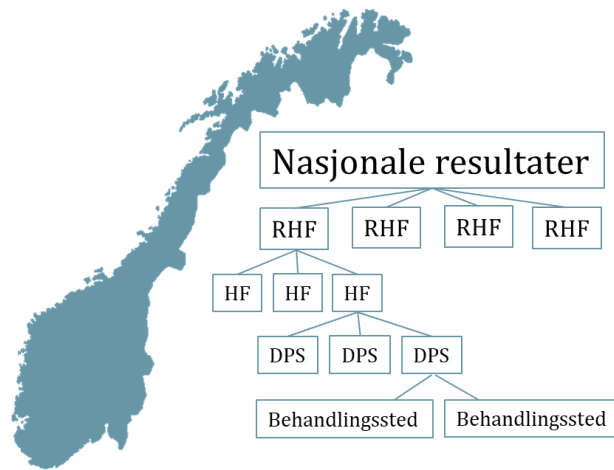 Nasjonale resultater
RHF RHF RHF RHF
HF HF HF
DPS DPS DPS
Behandlingssted Behandlingssted